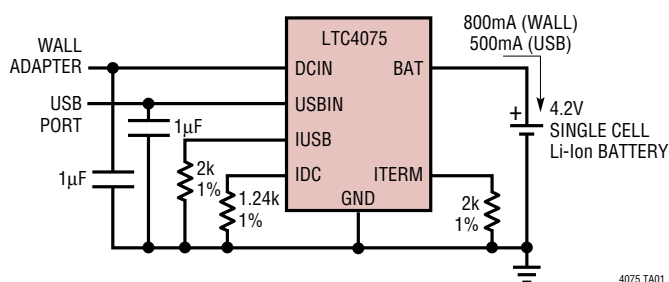 800mA (WALL)
500mA (USB)
WALL
ADAPTER
USB
PORT
LTC4075
DCIN
BAT
USBIN
IUSB
IDC
ITERM
GND
1µF
1µF
2k
1%
1.24k
1%
2k
1%
+
4.2V
SINGLE CELL
Li-Ion BATTERY
4075 TA01